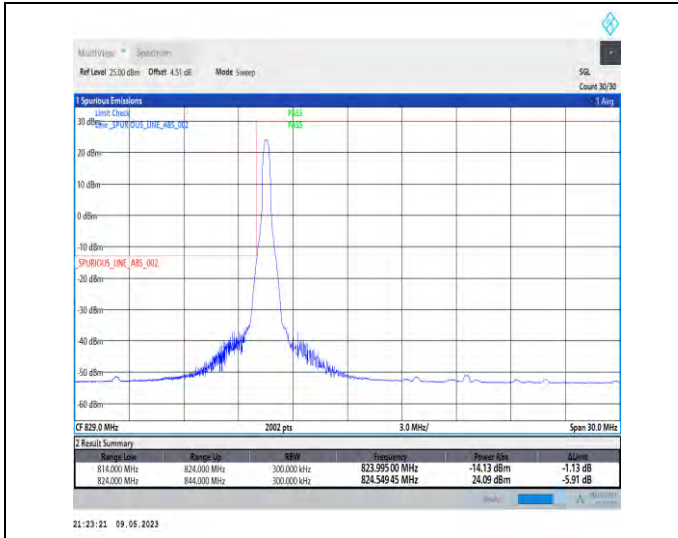 MultiView Spectrum
Ref Level 25.00 dBm Offset 4.51 dB Mode Sweep SGL
Count 30/30
1 Spurious Emissions 1 Avg
Limit Check PASS
30 dBm Line _SPURIOUS_LINE_ABS_002 PASS
20 dBm
10 dBm
0 dBm
-10 dBm
_SPURIOUS_LINE_ABS_002
-20 dBm
-30 dBm
-40 dBm
-50 dBm
-60 dBm
CF 829.0 MHz 2002 pts 3.0 MHz/ Span 30.0 MHz
2 Result Summary
Range Low Range Up RBW Frequency Power Abs ΔLimit
814.000 MHz 824.000 MHz 300.000 kHz 823.99500 MHz -14.13 dBm -1.13 dB
824.000 MHz 844.000 MHz 300.000 kHz 824.54945 MHz 24.09 dBm -5.91 dB
21:23:21 09.05.2023